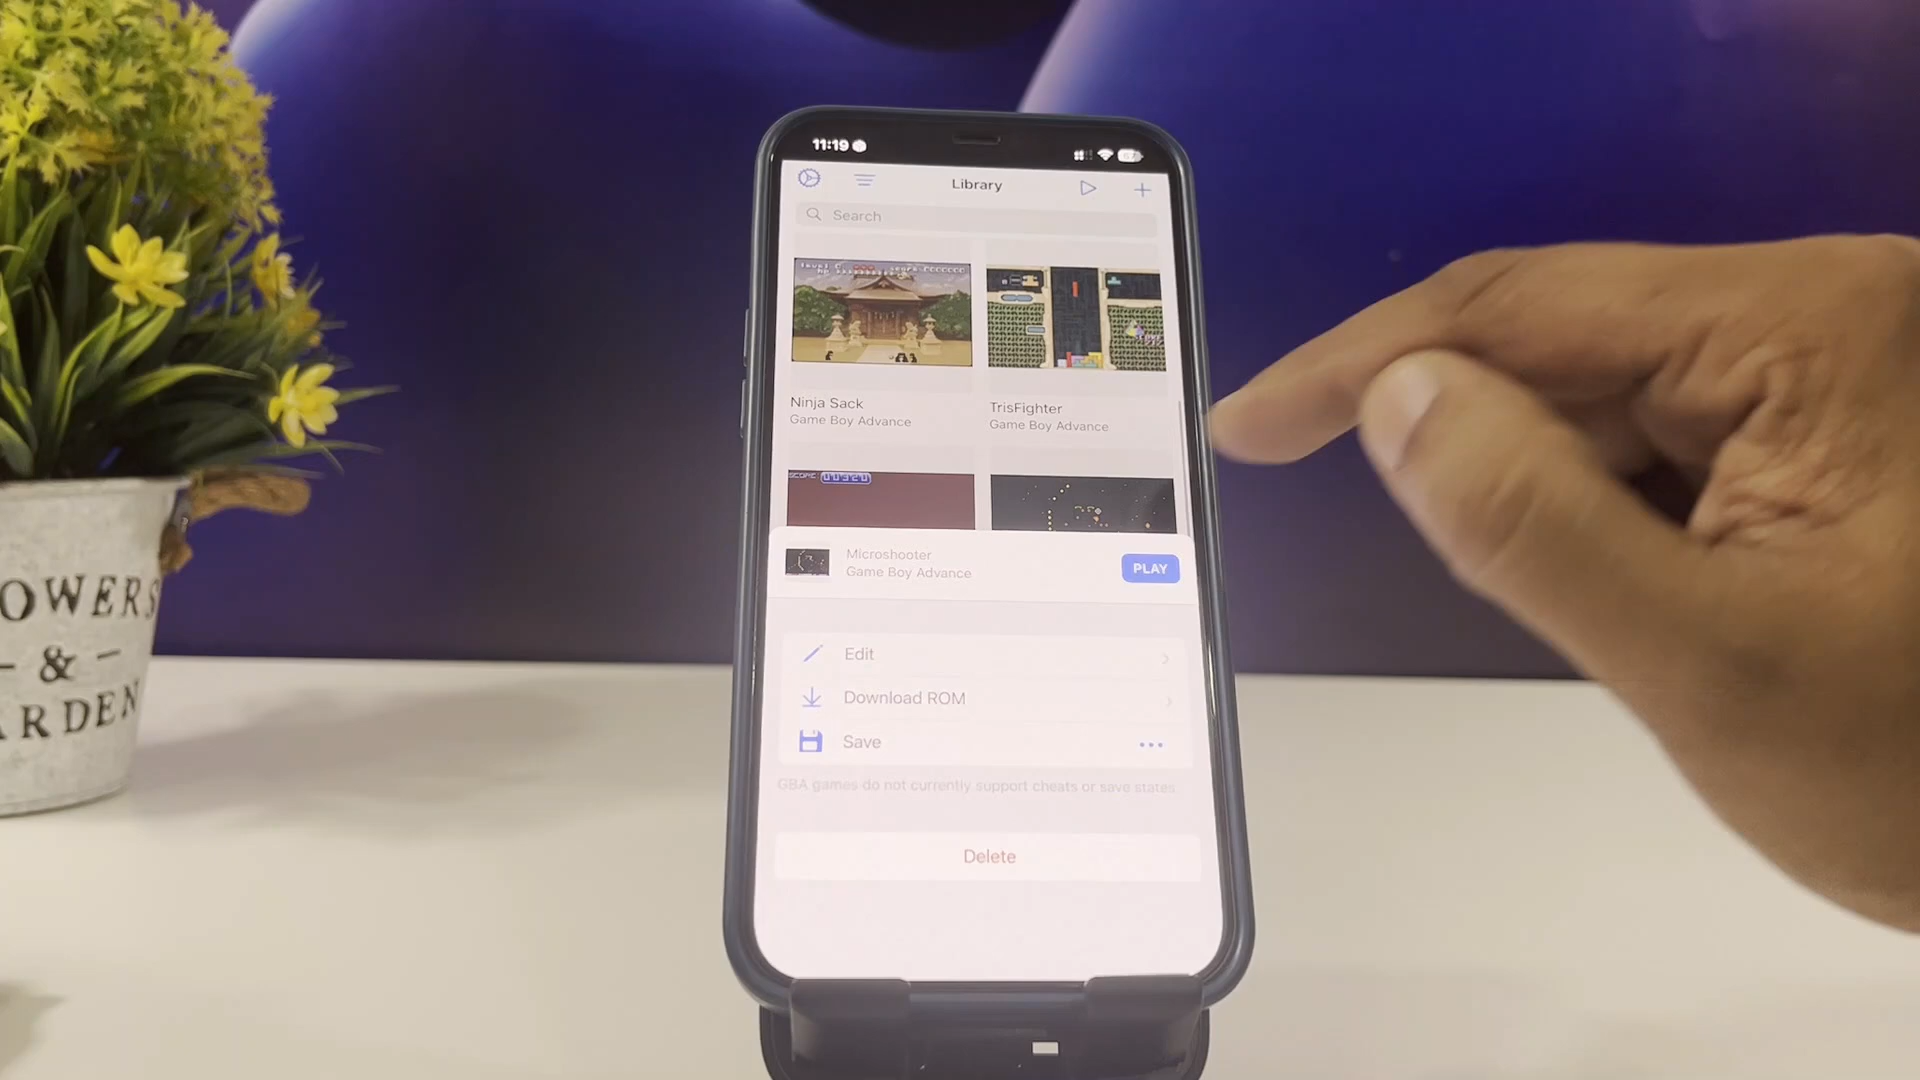 11:19
Library
Search
Ninja Sack
Game Boy Advance
TrisFighter
Game Boy Advance
Microshooter
Game Boy Advance
PLAY
Edit
Download ROM
Save
GBA games do not currently support cheats or save states
Delete
OWERS
- & -
ARDEN